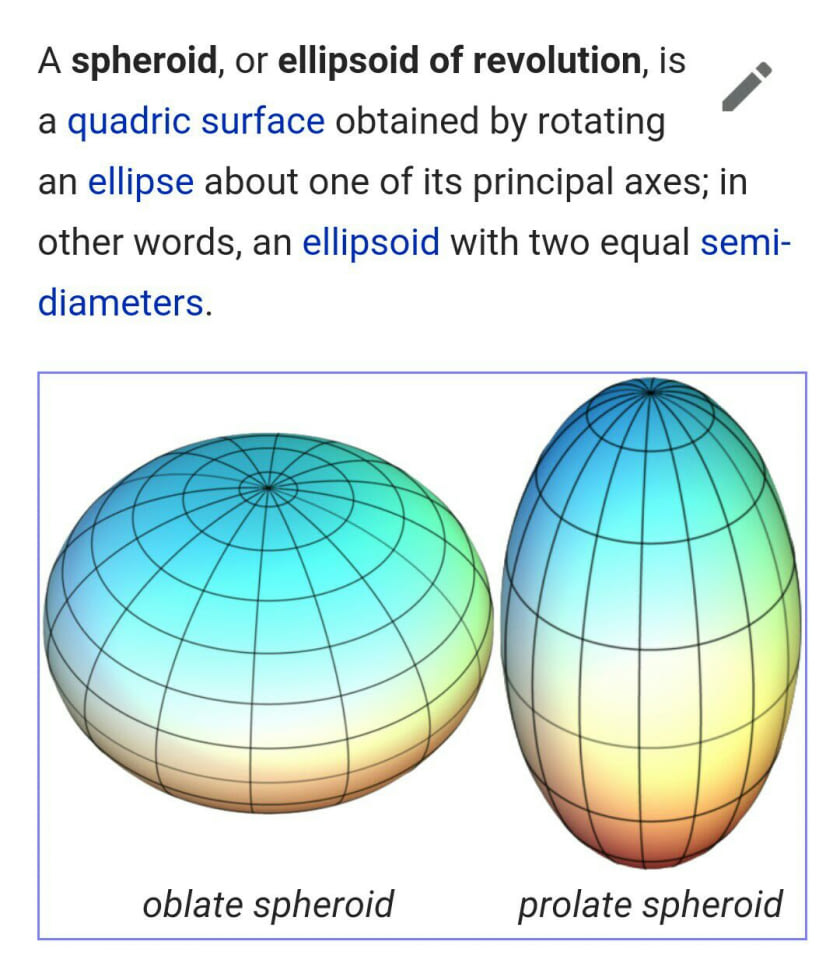 A spheroid, or ellipsoid of revolution, is
a quadric surface obtained by rotating
an ellipse about one of its principal axes; in
other words, an ellipsoid with two equal semi-
diameters.
oblate spheroid
prolate spheroid